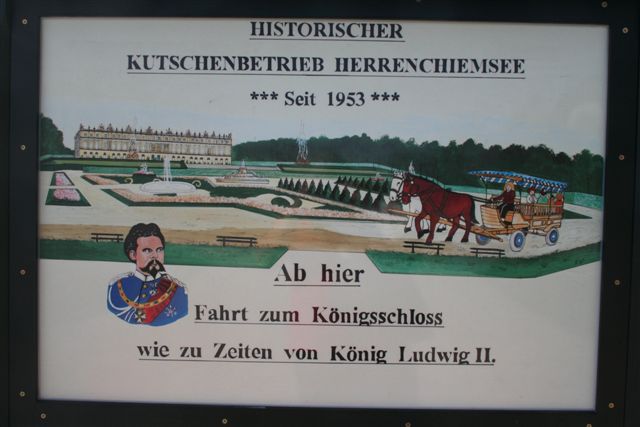 HISTORISCHER
KUTSCHENBETRIEB HERRENCHIEMSEE
*** Seit 1953 ***
Ab hier
Fahrt zum Königsschloss
wie zu Zeiten von König Ludwig II.